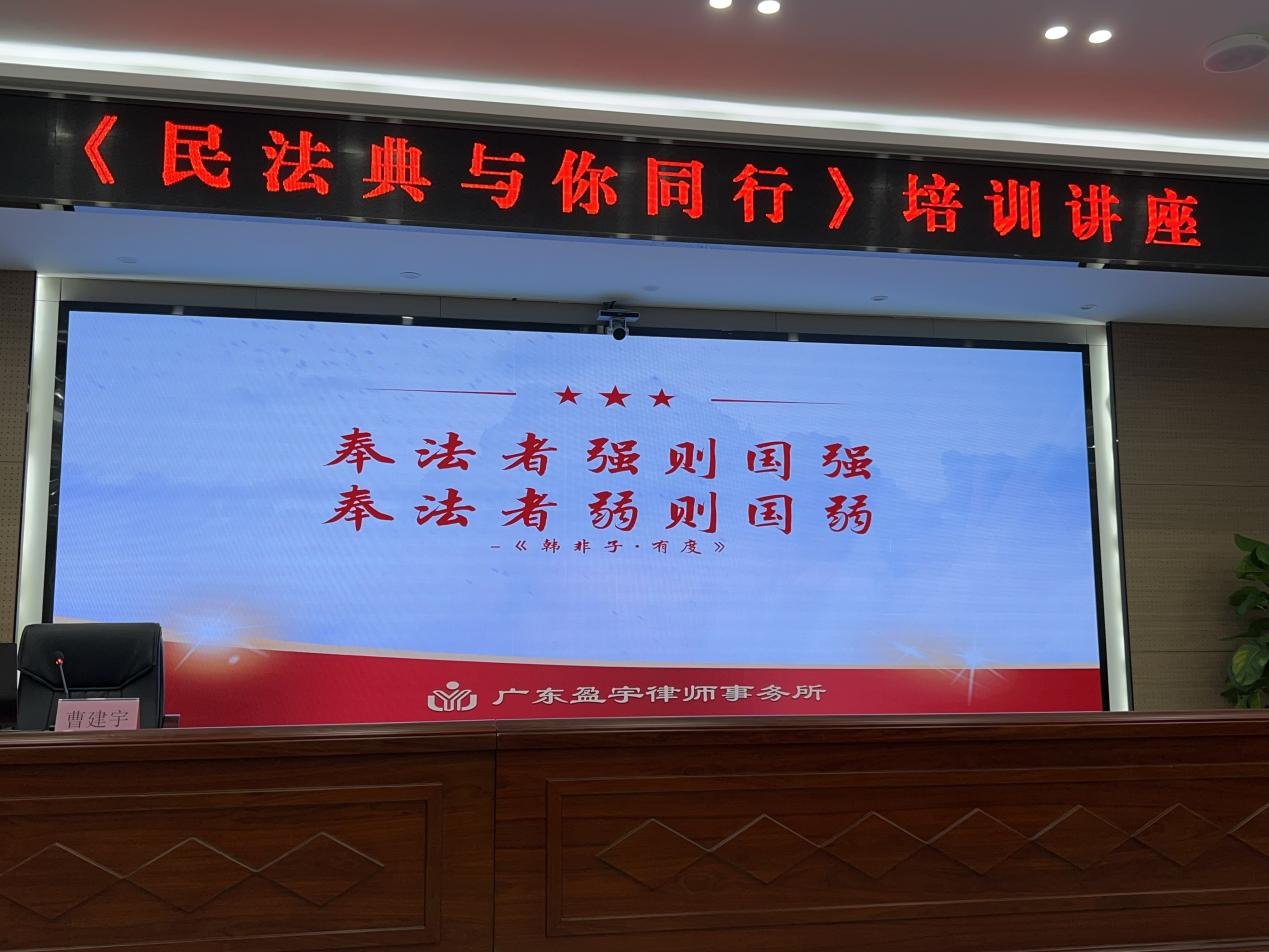 《民法典与你同行》培训讲座
奉法者强则国强
奉法者弱则国弱
-《韩非子·有度》
广东盈宇律师事务所
曹建宇